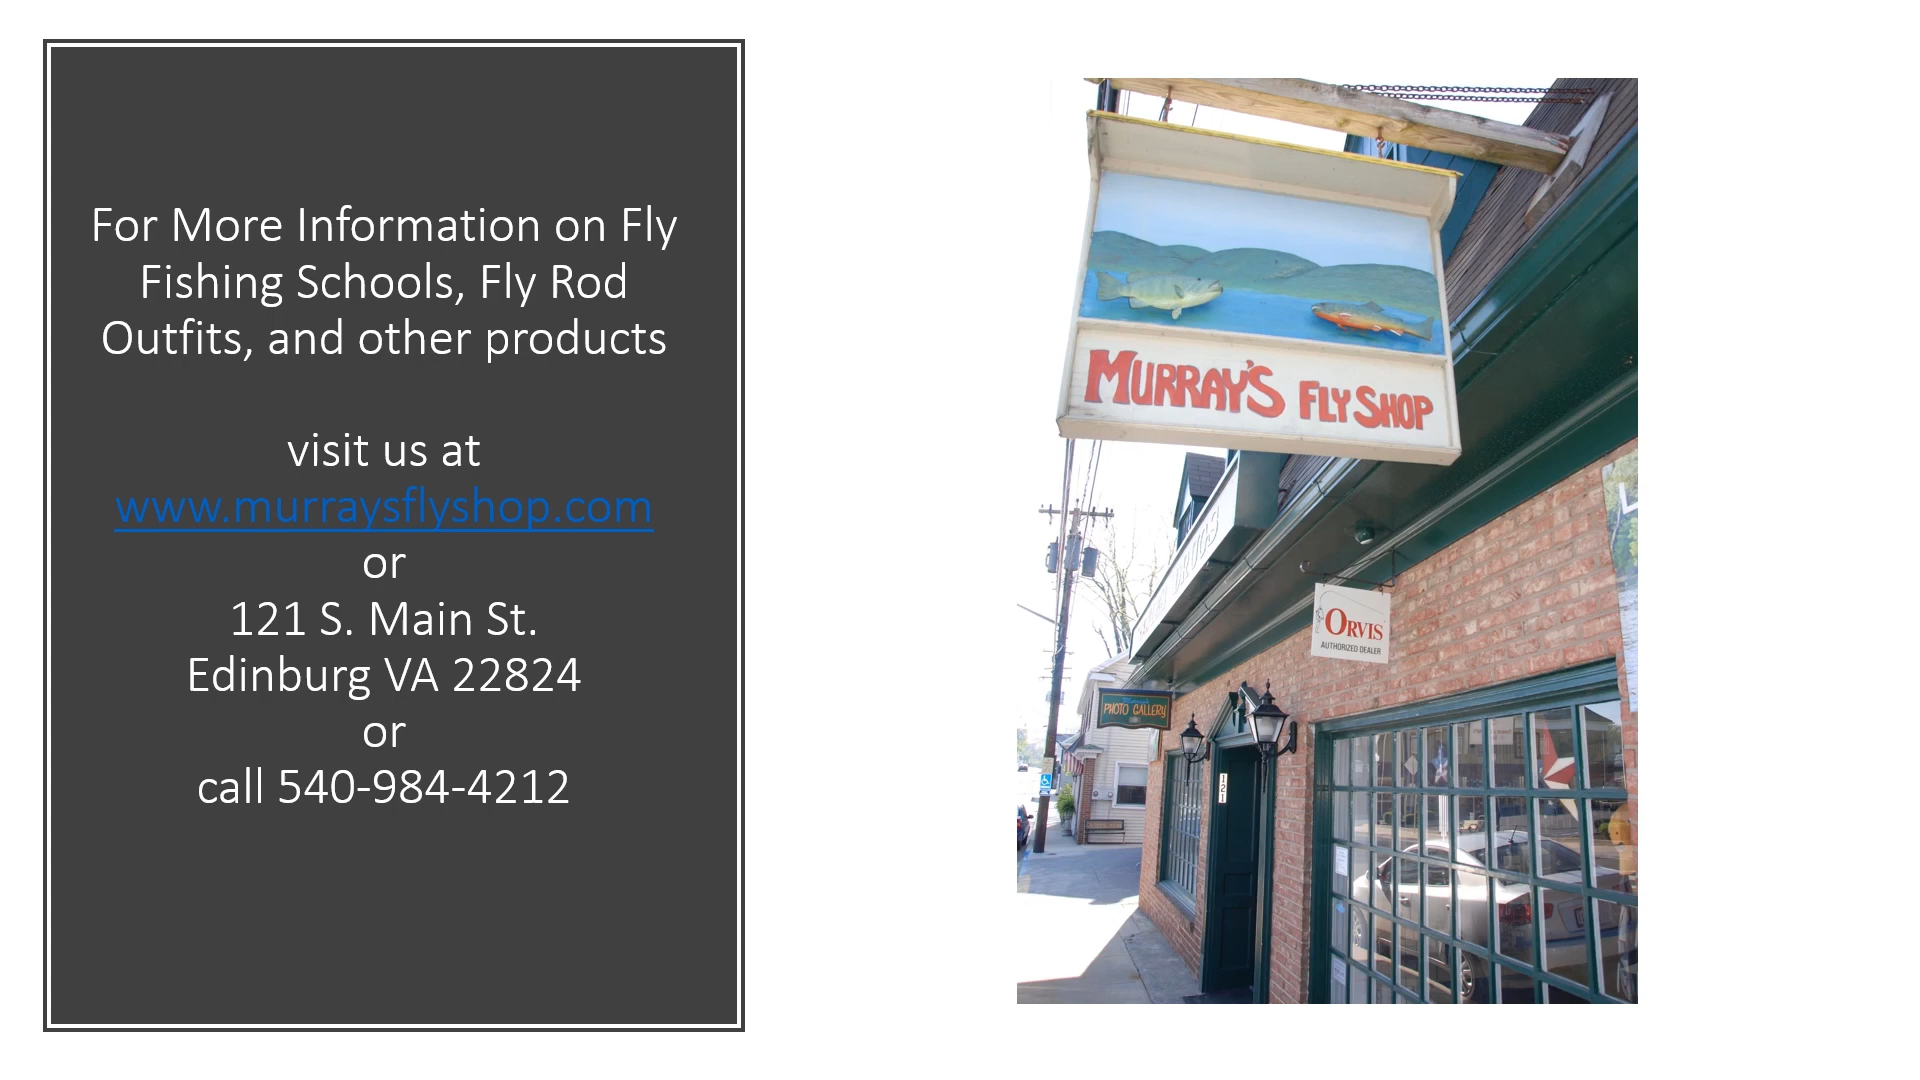 For More Information on Fly
Fishing Schools, Fly Rod
Outfits, and other products
visit us at
www.murraysflyshop.com
or
121 S. Main St.
Edinburg VA 22824
or
call 540-984-4212
MURRAY'S FLY SHOP
ORVIS
AUTHORIZED DEALER
PHOTO GALLERY
121